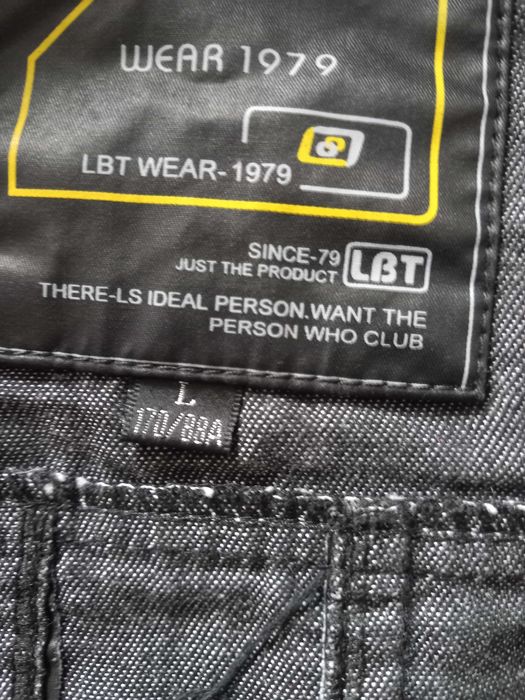 WEAR 1979
8
LBT WEAR-1979
SINCE-79
JUST THE PRODUCT
LBT
THERE-LS IDEAL PERSON.WANT THE
PERSON WHO CLUB
L
170/88A